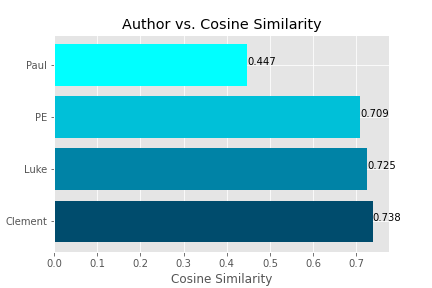 Author vs. Cosine Similarity
Paul
0.447
PE
0.709
Luke
0.725
Clement
0.738
0.0 0.1 0.2 0.3 0.4 0.5 0.6 0.7
Cosine Similarity